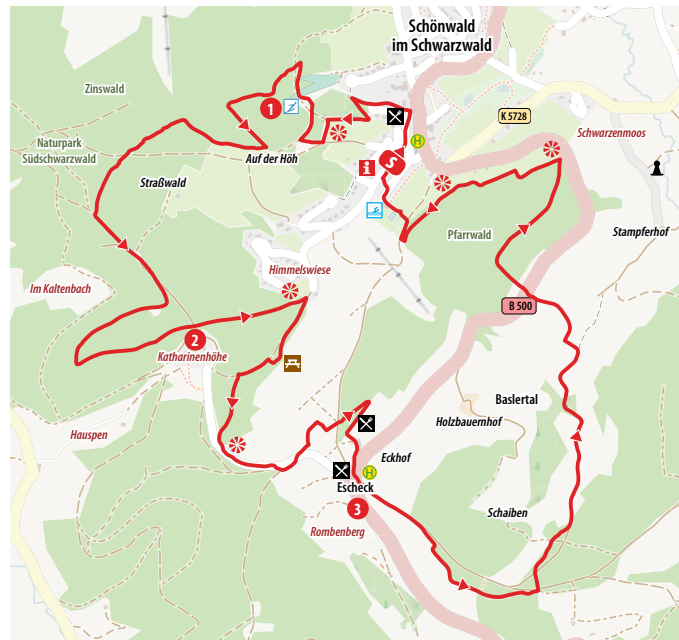 Schönwald
im Schwarzwald
Zinswald
1
K 5728
Schwarzenmoos
H
Naturpark
Südschwarzwald
Auf der Höh
i
S
Straßwald
Stampferhof
Pfarrwald
Himmelswiese
Im Kaltenbach
B 500
2
Katharinenhöhe
Baslertal
Holzbauernhof
Hauspen
Eckhof
H
Escheck
3
Schaiben
Rombenberg